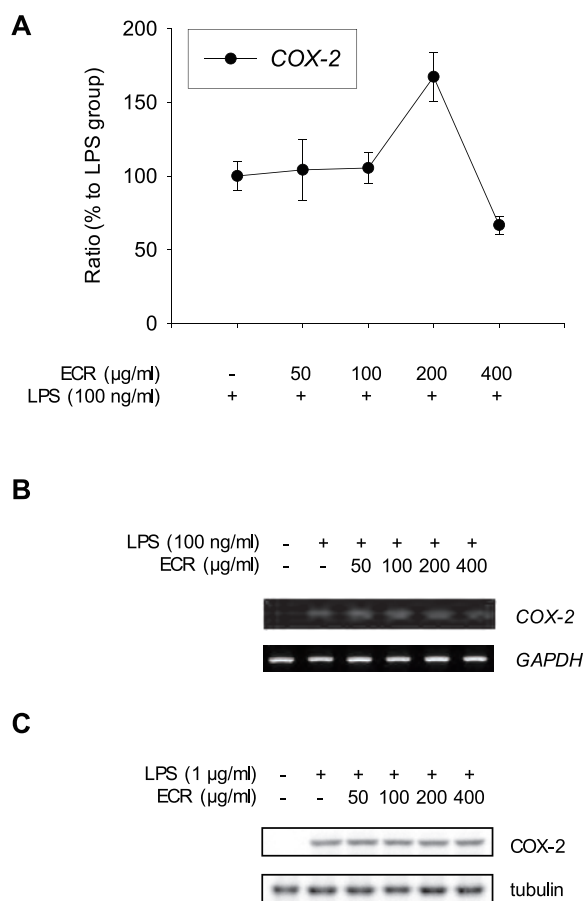 A
200
COX-2
150
100
50
0
Ratio (% to LPS group)
ECR (µg/ml) - 50 100 200 400
LPS (100 ng/ml) + + + + +
B
LPS (100 ng/ml) - + + + + +
ECR (µg/ml) - - 50 100 200 400
COX-2
GAPDH
C
LPS (1 µg/ml) - + + + + +
ECR (µg/ml) - - 50 100 200 400
COX-2
tubulin